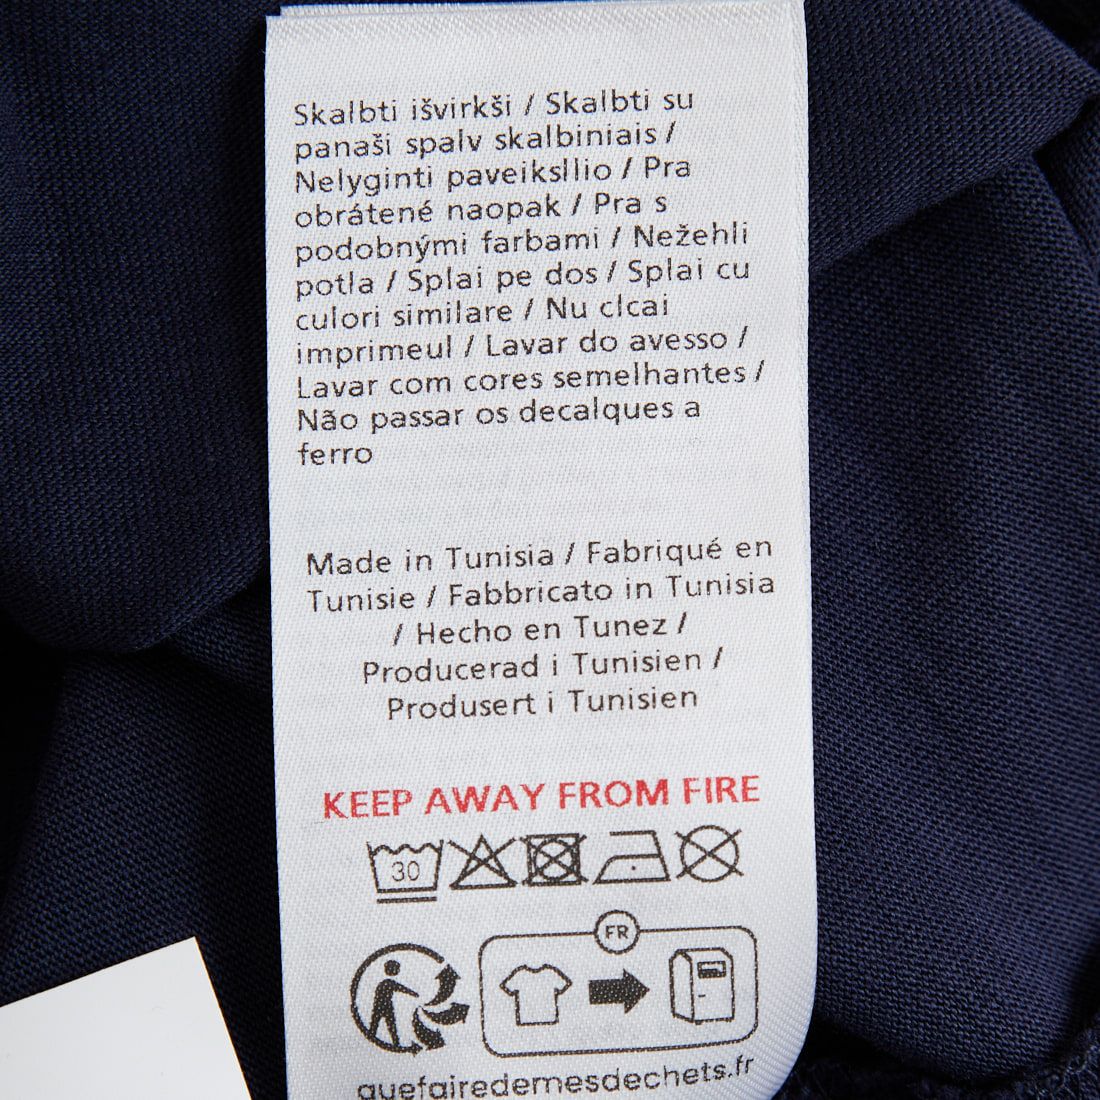 Skalbti išvirkši / Skalbti su
panaši spalv skalbiniais /
Nelyginti paveiksllio / Pra
obrátené naopak / Pra s
podobnými farbami / Nežehli
potla / Splai pe dos / Splai cu
culori similare / Nu clcai
imprimeul / Lavar do avesso /
Lavar com cores semelhantes /
Não passar os decalques a
ferro
Made in Tunisia / Fabriqué en
Tunisie / Fabbricato in Tunisia
/ Hecho en Tunez /
Producerad i Tunisien /
Produsert i Tunisien
KEEP AWAY FROM FIRE
30
FR
quefairedemesdechets.fr